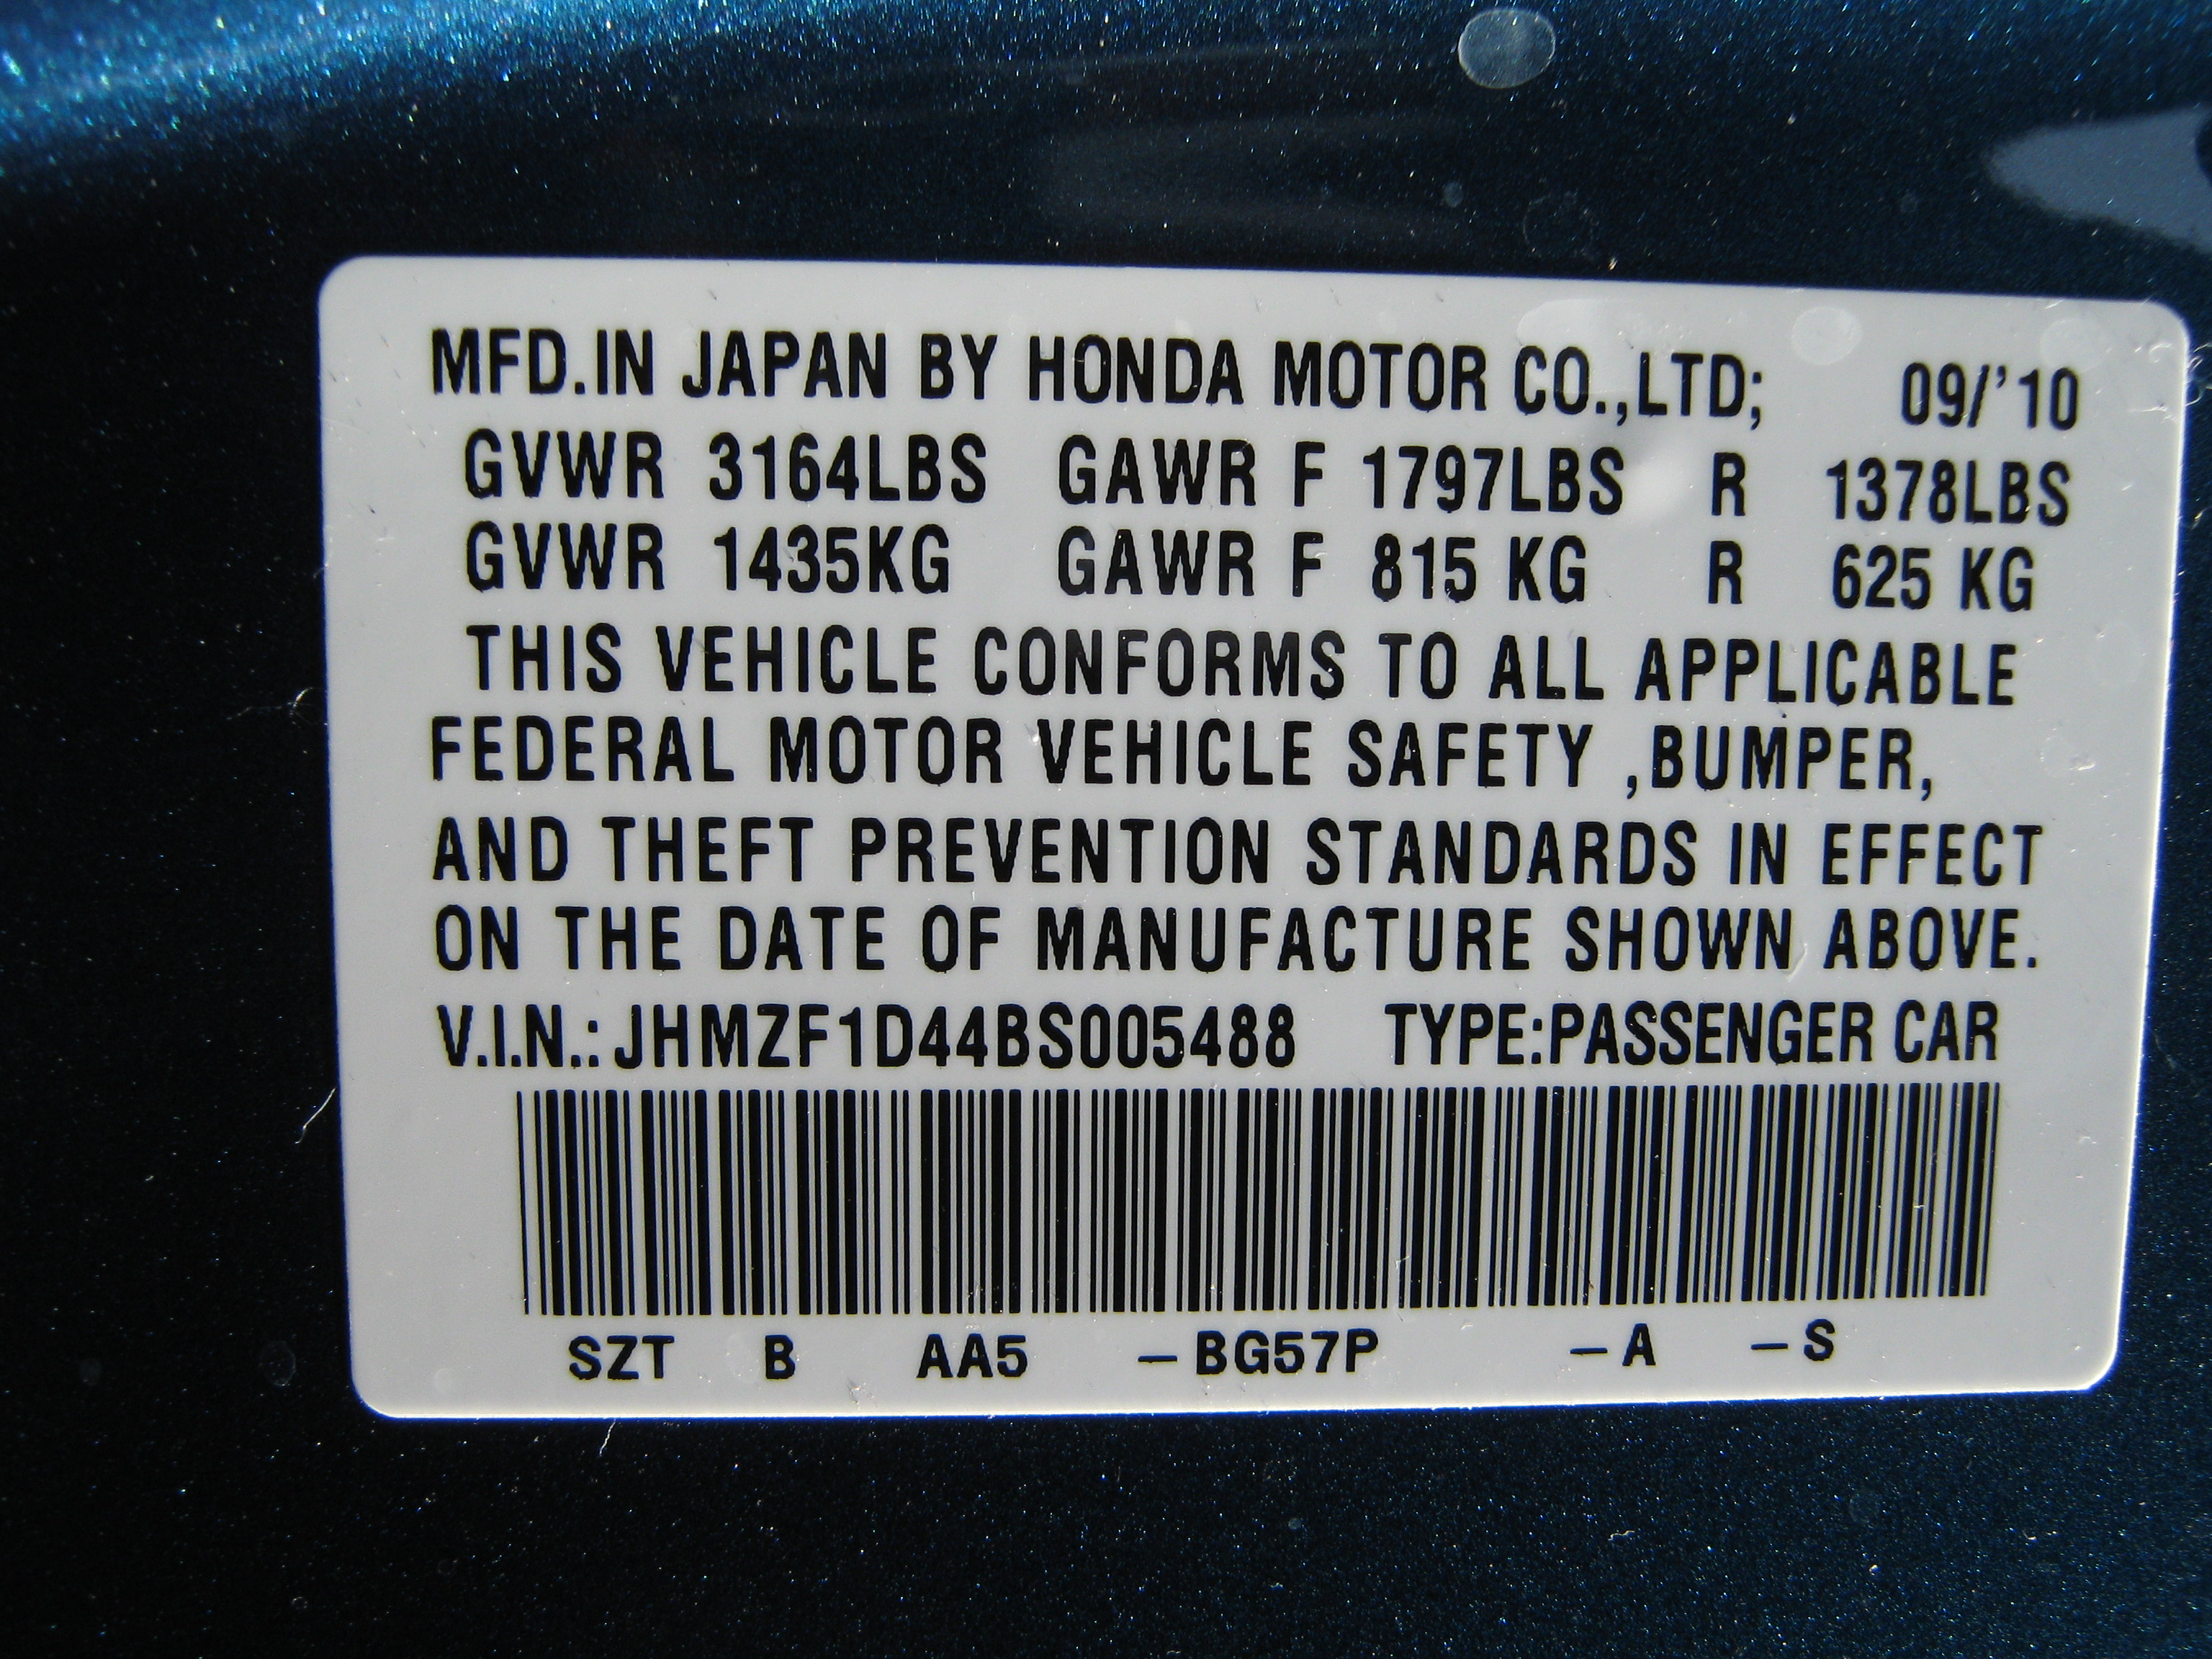 MFD.IN JAPAN BY HONDA MOTOR CO.,LTD; 09/'10
GVWR 3164LBS GAWR F 1797LBS R 1378LBS
GVWR 1435KG GAWR F 815 KG R 625 KG
THIS VEHICLE CONFORMS TO ALL APPLICABLE
FEDERAL MOTOR VEHICLE SAFETY ,BUMPER,
AND THEFT PREVENTION STANDARDS IN EFFECT
ON THE DATE OF MANUFACTURE SHOWN ABOVE.
V.I.N.: JHMZF1D44BS005488 TYPE:PASSENGER CAR
SZT B AA5 -BG57P -A -S